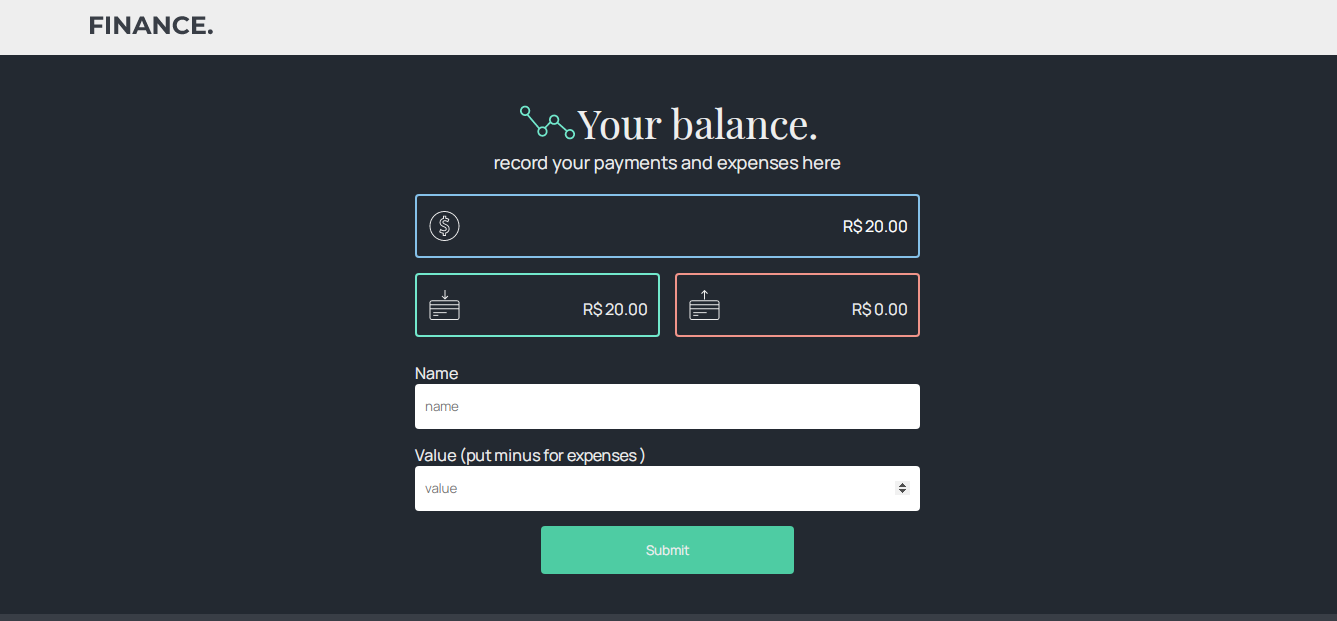 FINANCE.
Your balance.
record your payments and expenses here
R$ 20.00
R$ 20.00
R$ 0.00
Name
name
Value (put minus for expenses )
value
Submit